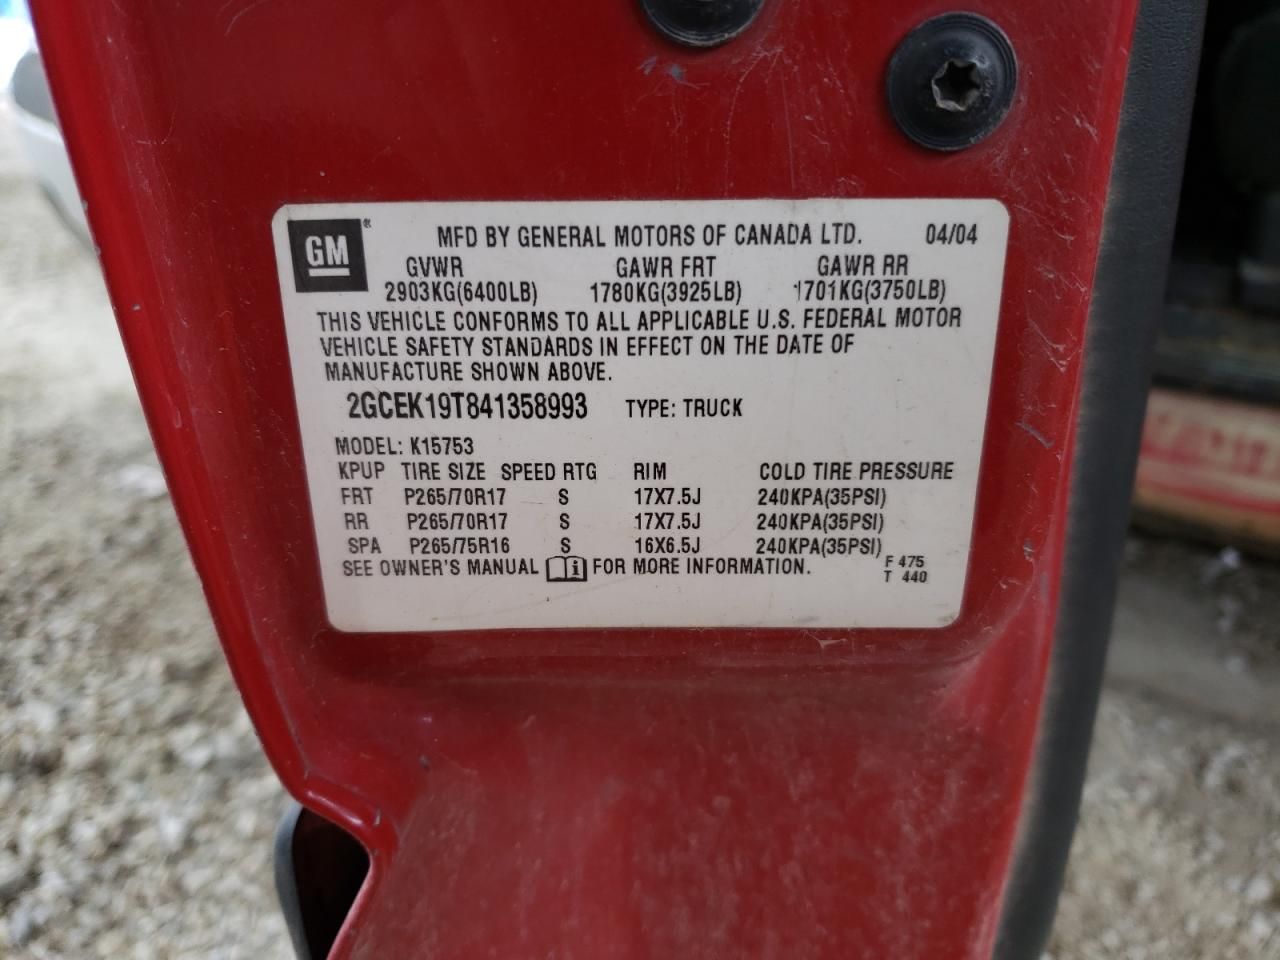 GM ® MFD BY GENERAL MOTORS OF CANADA LTD. 04/04
GVWR GAWR FRT GAWR RR
2903KG(6400LB) 1780KG(3925LB) 1701KG(3750LB)
THIS VEHICLE CONFORMS TO ALL APPLICABLE U.S. FEDERAL MOTOR
VEHICLE SAFETY STANDARDS IN EFFECT ON THE DATE OF
MANUFACTURE SHOWN ABOVE.
2GCEK19T841358993 TYPE: TRUCK
MODEL: K15753
KPUP TIRE SIZE SPEED RTG RIM COLD TIRE PRESSURE
FRT P265/70R17 S 17X7.5J 240KPA(35PSI)
RR P265/70R17 S 17X7.5J 240KPA(35PSI)
SPA P265/75R16 S 16X6.5J 240KPA(35PSI)
SEE OWNER'S MANUAL i FOR MORE INFORMATION. F 475
T 440